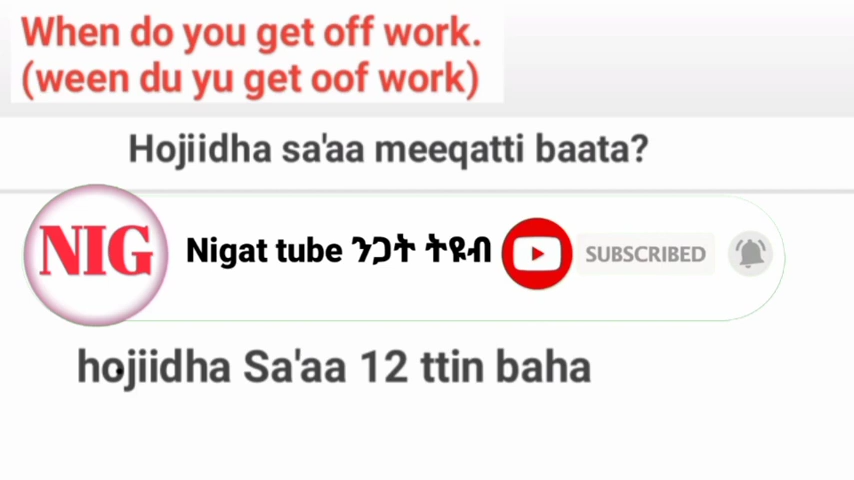 When do you get off work.
(ween du yu get oof work)
Hojiidha sa'aa meeqatti baata?
NIG
Nigat tube ንጋት ትዩብ
SUBSCRIBED
hojiidha Sa'aa 12 ttin baha